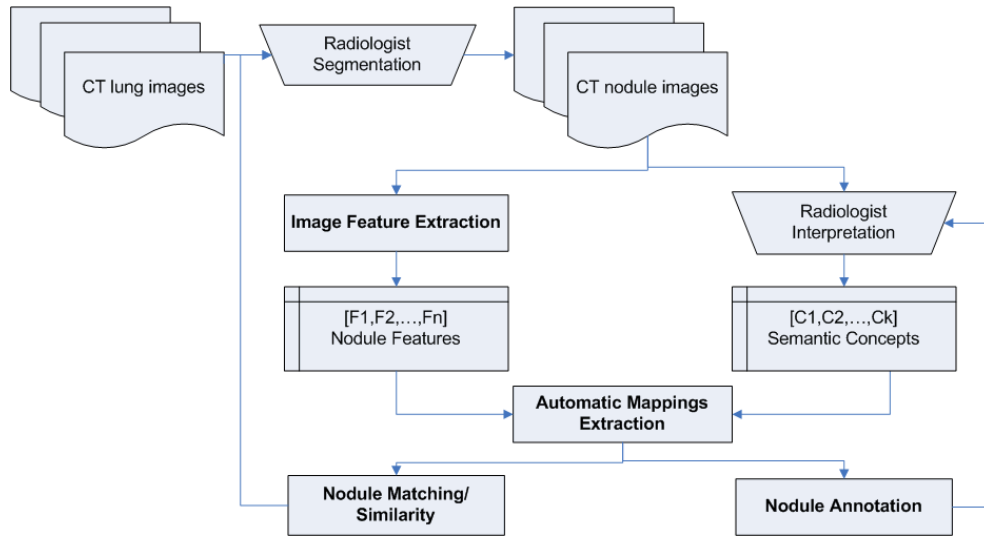 CT lung images
Radiologist
Segmentation
CT nodule images
Image Feature Extraction
Radiologist
Interpretation
[F1,F2,...,Fn]
Nodule Features
[C1,C2,...,Ck]
Semantic Concepts
Automatic Mappings
Extraction
Nodule Matching/
Similarity
Nodule Annotation